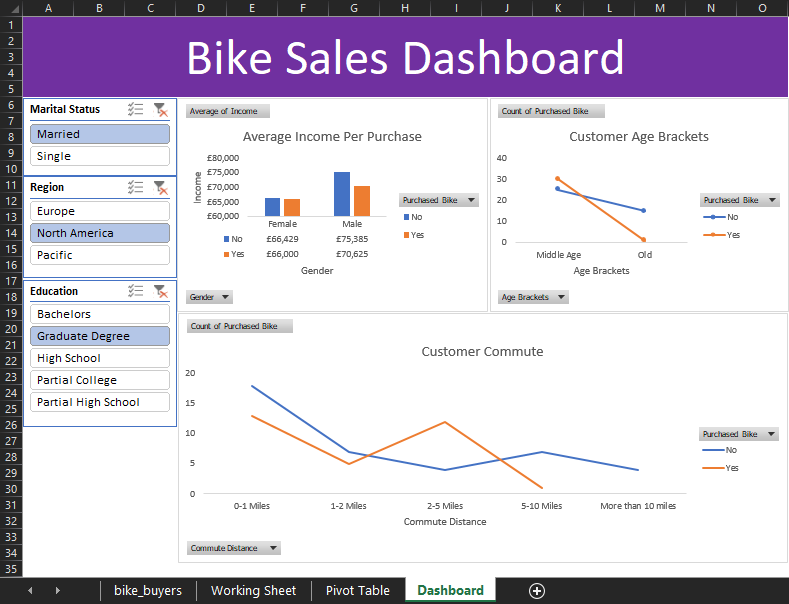 A B C D E F G H I J K L M N O
1
2
3
4
5
6
7
8
9
10
11
12
13
14
15
16
17
18
19
20
21
22
23
24
25
26
27
28
29
30
31
32
33
34
35
Bike Sales Dashboard
Marital Status
Married
Single
Region
Europe
North America
Pacific
Education
Bachelors
Graduate Degree
High School
Partial College
Partial High School
Average of Income
Average Income Per Purchase
£80,000
£75,000
£70,000
£65,000
£60,000
Income
Female Male
No £66,429 £75,385
Yes £66,000 £70,625
Gender
Purchased Bike
No
Yes
Gender
Count of Purchased Bike
Customer Age Brackets
40
30
20
10
0
Middle Age Old
Age Brackets
Purchased Bike
No
Yes
Age Brackets
Count of Purchased Bike
Customer Commute
20
15
10
5
0
0-1 Miles 1-2 Miles 2-5 Miles 5-10 Miles More than 10 miles
Commute Distance
Purchased Bike
No
Yes
Commute Distance
bike_buyers Working Sheet Pivot Table Dashboard